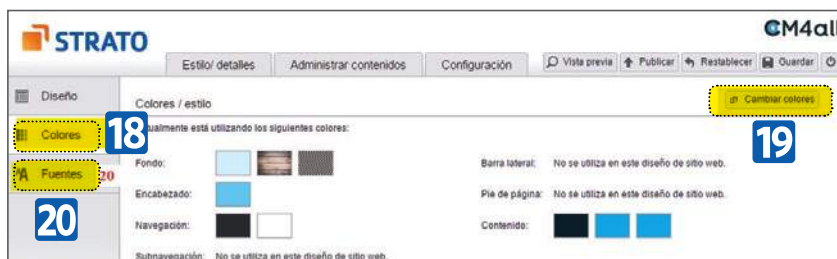 STRATO
CM4all
Estilo/ detalles
Administrar contenidos
Configuración
Vista previa
Publicar
Restablecer
Guardar
Diseño
Colores / estilo
Cambiar colores
Colores
18
tualmente está utilizando los siguientes colores:
19
Fondo:
Barra lateral:
No se utiliza en este diseño de sitio web.
Fuentes
20
Encabezado:
Pie de página:
No se utiliza en este diseño de sitio web.
20
Navegación:
Contenido:
Subnavegación:
No se utiliza en este diseño de sitio web.